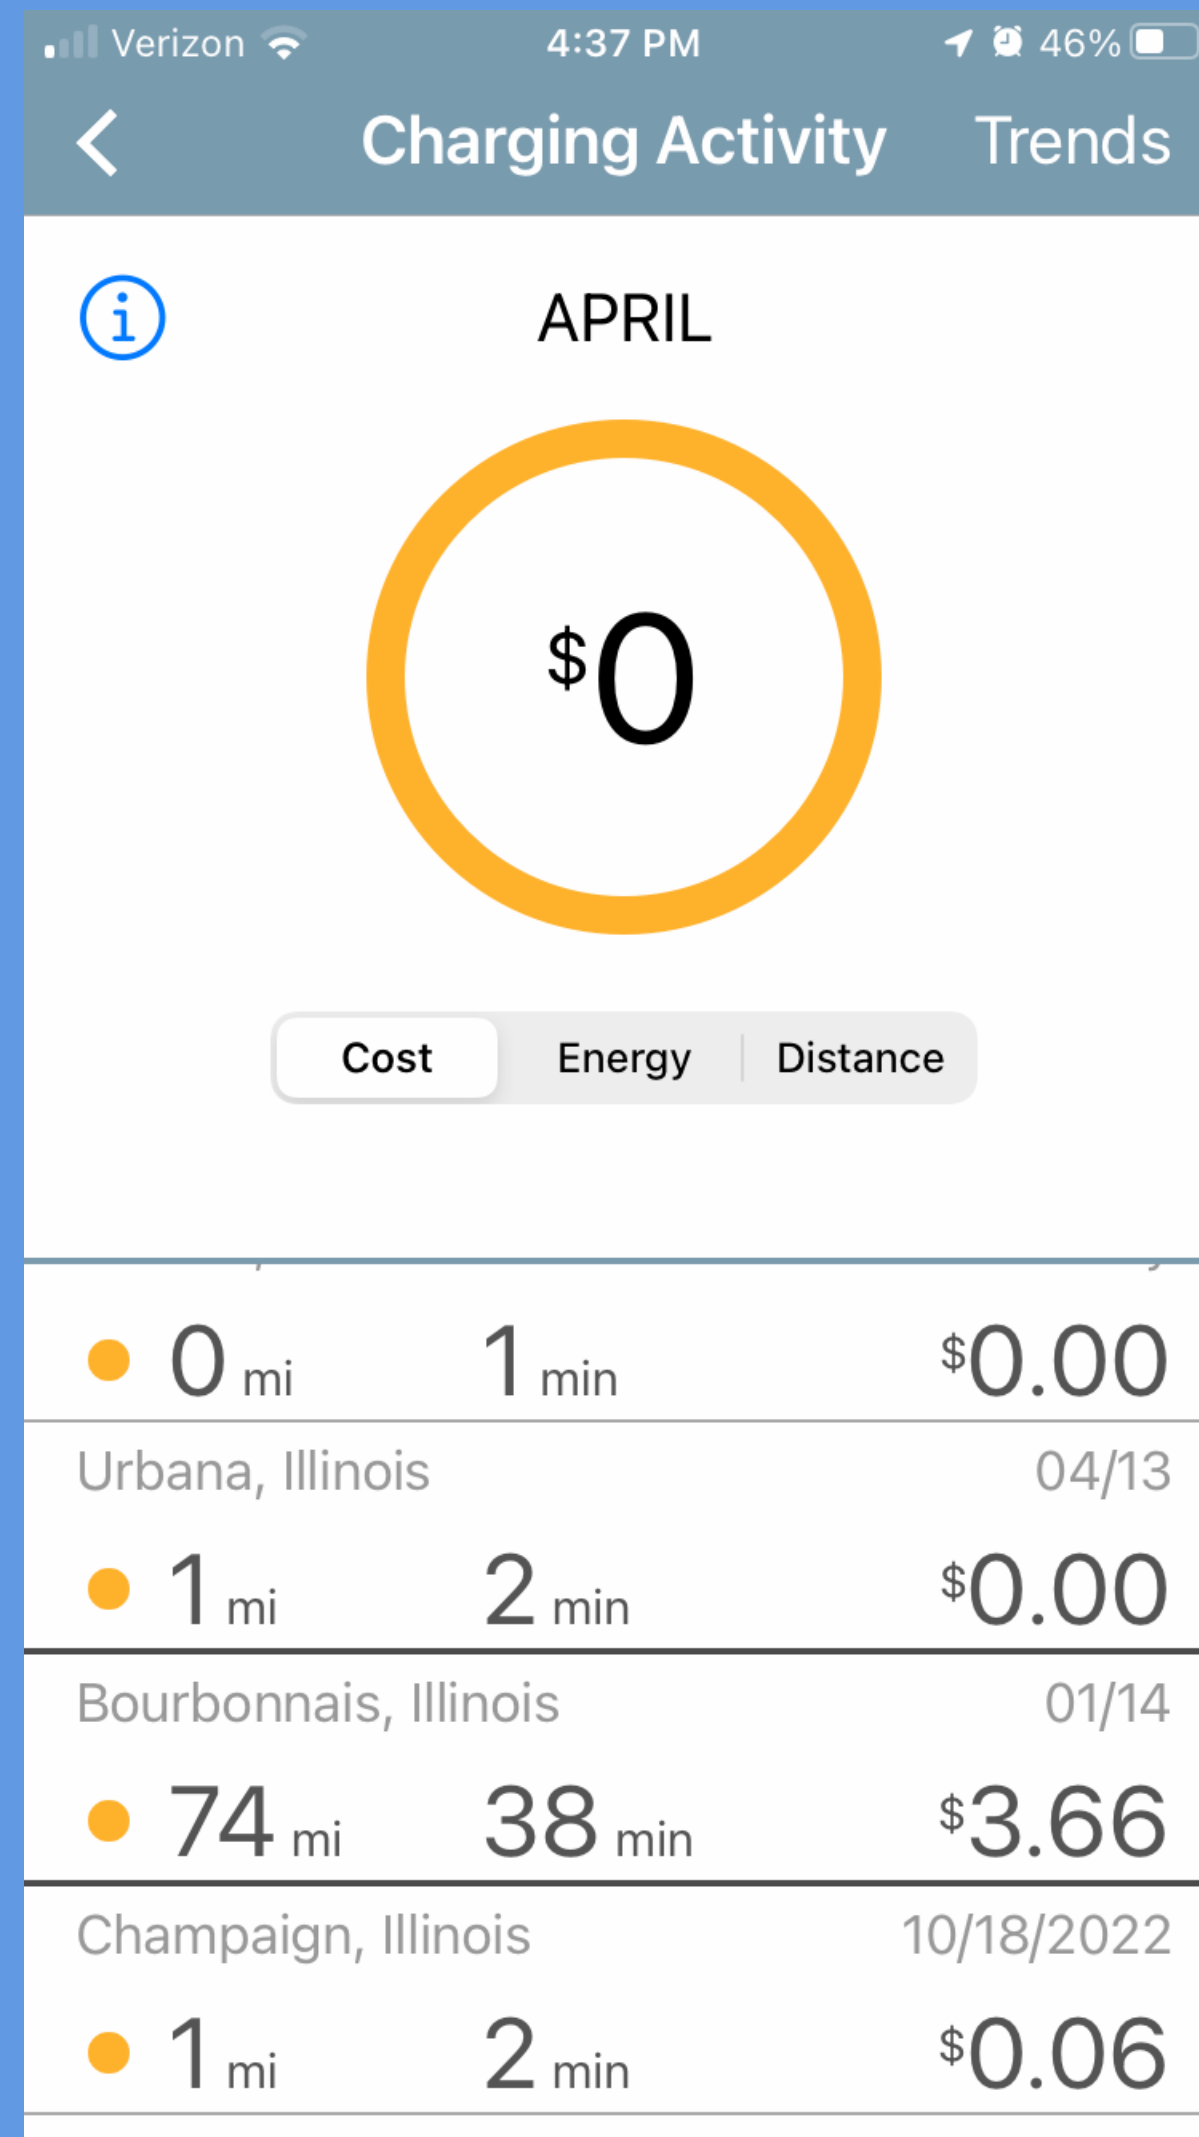 Verizon 4:37 PM 46%
Charging Activity Trends
APRIL
$0
Cost Energy Distance
0 mi 1 min $0.00
Urbana, Illinois 04/13
1 mi 2 min $0.00
Bourbonnais, Illinois 01/14
74 mi 38 min $3.66
Champaign, Illinois 10/18/2022
1 mi 2 min $0.06